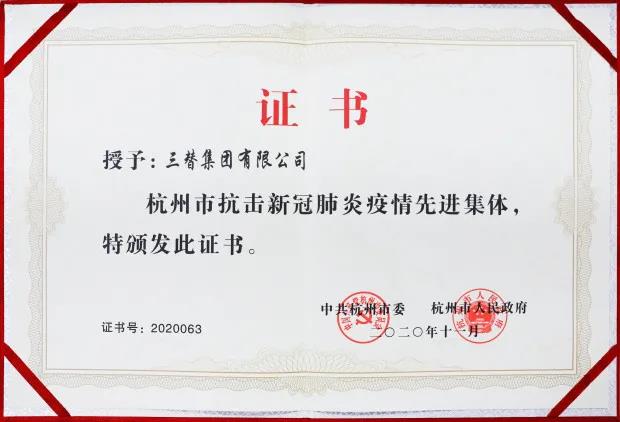 证书
授予：三替集团有限公司
杭州市抗击新冠肺炎疫情先进集体，
特颁发此证书。
中共杭州市委 杭州市人民政府
二〇二〇年十一月
证书号：2020063